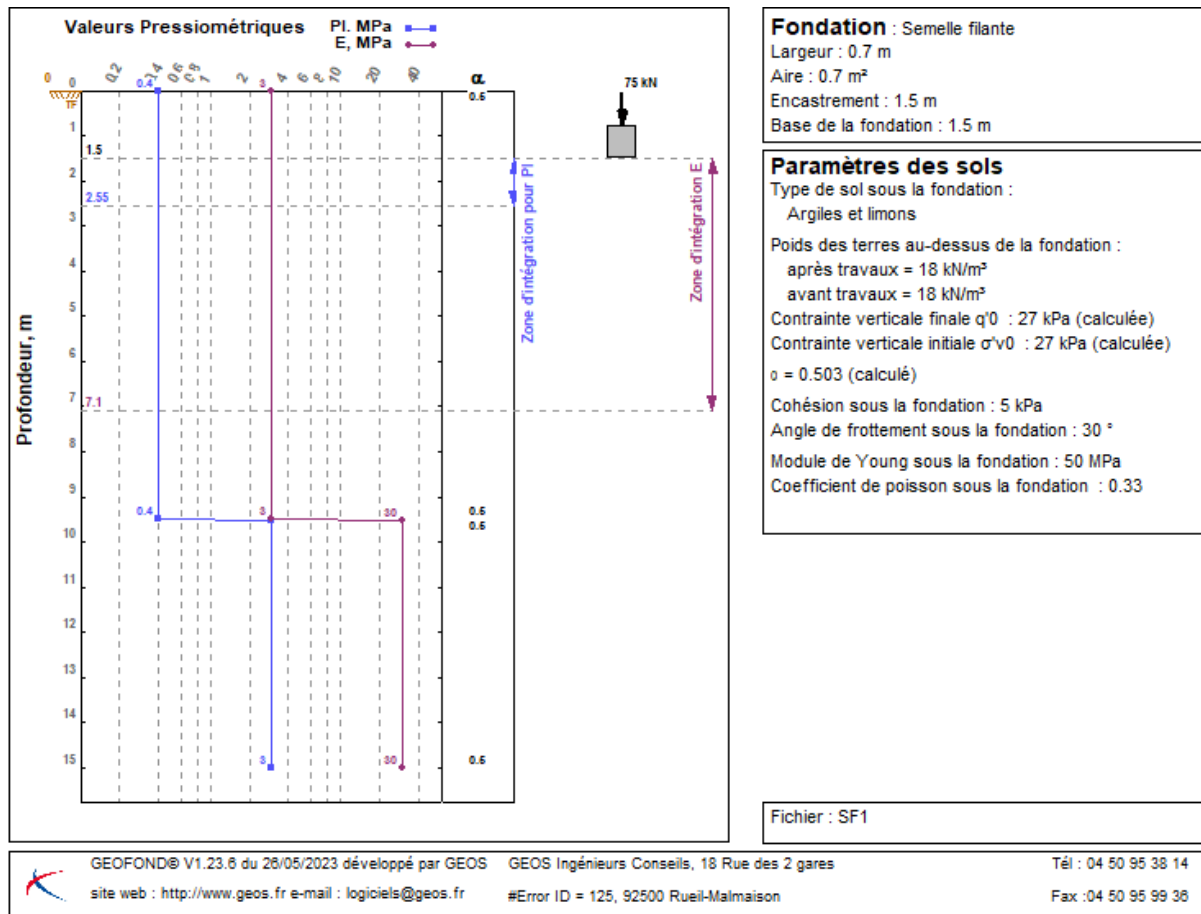 Valeurs Pressiométriques
Pl. MPa
E, MPa
0 0 0.2 0.4 0.6 0.8 1 2 4 6 8 10 20 40 α
TF
0.4 3 0.5
75 kN
1
1.5
2
2.55
3
4
5
6
7
7.1
8
9
0.4 3 30 0.5
0.5
10
11
12
13
14
15 3 30 0.5
Profondeur, m
Zone d'intégration pour Pl
Zone d'intégration E
Fondation : Semelle filante
Largeur : 0.7 m
Aire : 0.7 m²
Encastrement : 1.5 m
Base de la fondation : 1.5 m
Paramètres des sols
Type de sol sous la fondation :
Argiles et limons
Poids des terres au-dessus de la fondation :
après travaux = 18 kN/m³
avant travaux = 18 kN/m³
Contrainte verticale finale q'0 : 27 kPa (calculée)
Contrainte verticale initiale σ'v0 : 27 kPa (calculée)
α = 0.503 (calculé)
Cohésion sous la fondation : 5 kPa
Angle de frottement sous la fondation : 30 °
Module de Young sous la fondation : 50 MPa
Coefficient de poisson sous la fondation : 0.33
Fichier : SF1
GEOFOND® V1.23.6 du 26/05/2023 développé par GEOS
site web : http://www.geos.fr e-mail : logiciels@geos.fr
GEOS Ingénieurs Conseils, 18 Rue des 2 gares
#Error ID = 125, 92500 Rueil-Malmaison
Tél : 04 50 95 38 14
Fax :04 50 95 99 36